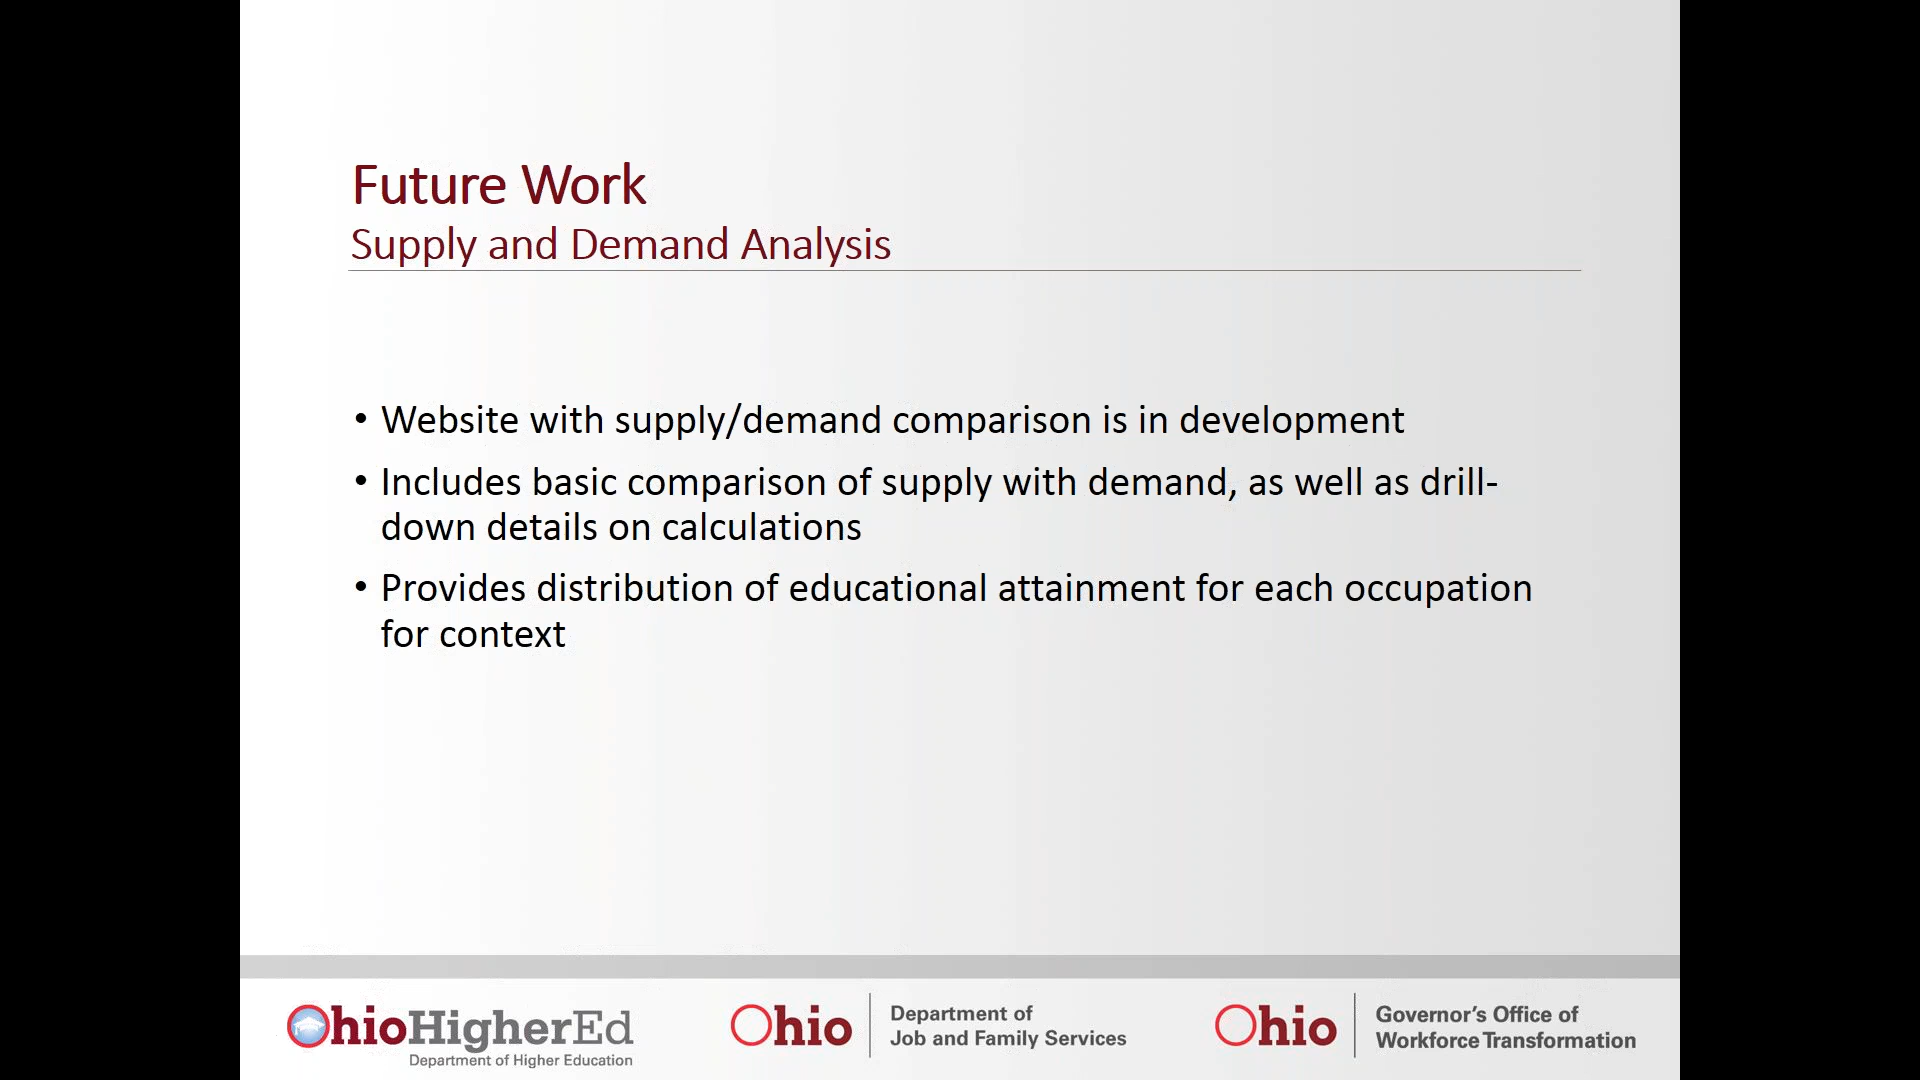 Future Work
Supply and Demand Analysis
• Website with supply/demand comparison is in development
• Includes basic comparison of supply with demand, as well as drill-
down details on calculations
• Provides distribution of educational attainment for each occupation
for context
OhioHigherEd
Department of Higher Education
Ohio
Department of
Job and Family Services
Ohio
Governor's Office of
Workforce Transformation